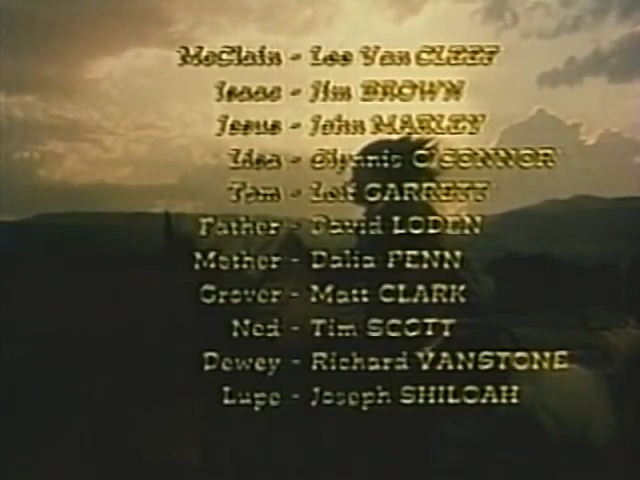 McClain - Lee Van CLEEF
Isaac - Jim BROWN
Jesus - John MARLEY
Lisa - Glynnis O'CONNOR
Tom - Leif GARRETT
Father - David LODEN
Mother - Dalia PENN
Grover - Matt CLARK
Ned - Tim SCOTT
Dewey - Richard VANSTONE
Lupe - Joseph SHILOAH